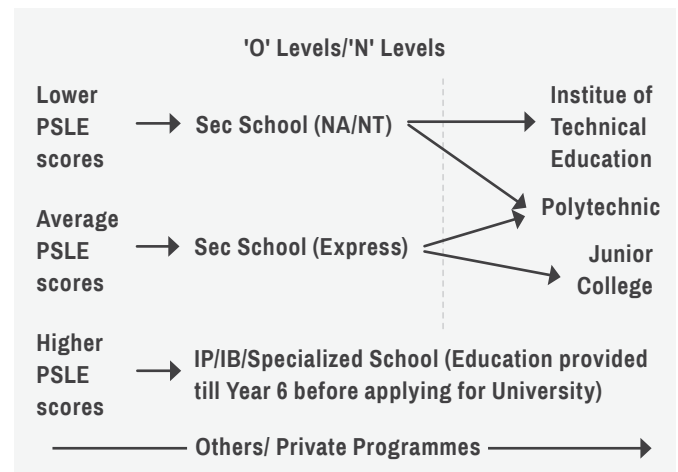 'O' Levels/'N' Levels
Lower
PSLE
scores
Sec School (NA/NT)
Institue of
Technical
Education
Polytechnic
Average
PSLE
scores
Sec School (Express)
Junior
College
Higher
PSLE
scores
IP/IB/Specialized School (Education provided
till Year 6 before applying for University)
Others/ Private Programmes